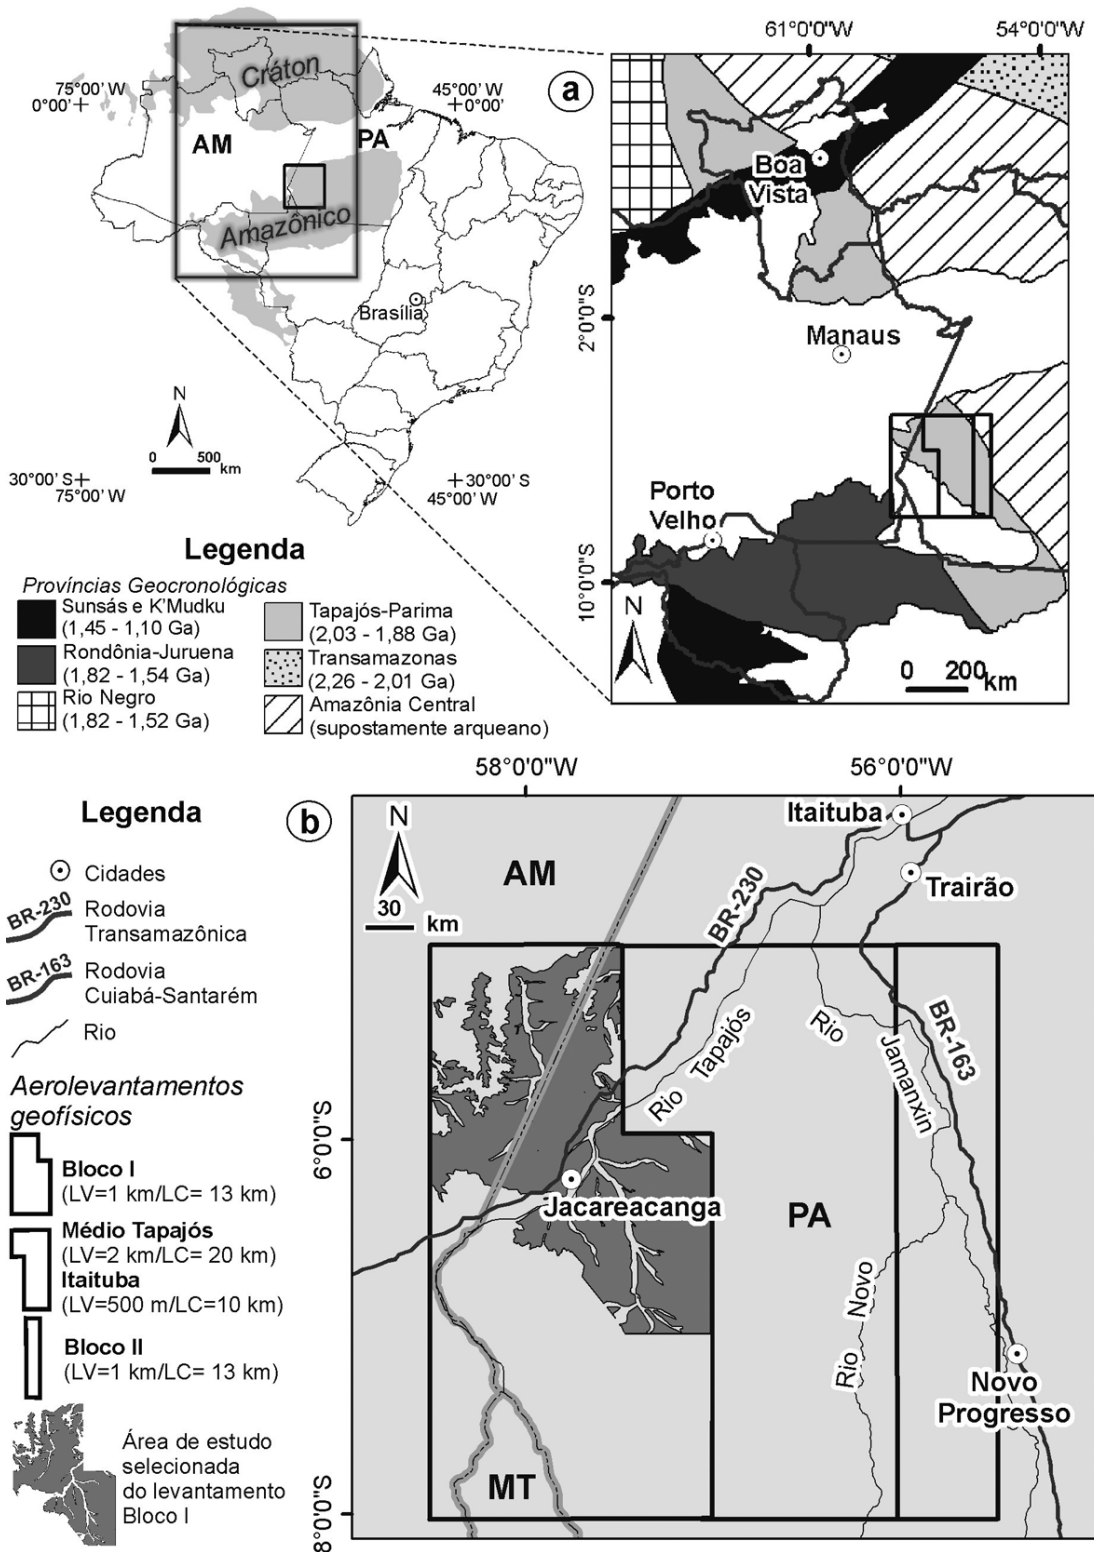 Cráton
75°00' W
0°00'
45°00' W
0°00'
AM
PA
Amazônico
Brasília
N
0 500
km
30°00' S
75°00' W
30°00' S
45°00' W
a
61°0'0"W
54°0'0"W
Boa
Vista
2°0'0"S
Manaus
Porto
Velho
10°0'0"S
N
0 200
km
Legenda
Províncias Geocronológicas
Sunsás e K'Mudku
(1,45 - 1,10 Ga)
Rondônia-Juruena
(1,82 - 1,54 Ga)
Rio Negro
(1,82 - 1,52 Ga)
Tapajós-Parima
(2,03 - 1,88 Ga)
Transamazonas
(2,26 - 2,01 Ga)
Amazônia Central
(supostamente arqueano)
Legenda
Cidades
BR-230
Rodovia
Transamazônica
BR-163
Rodovia
Cuiabá-Santarém
Rio
Aerolevantamentos
geofísicos
Bloco I
(LV=1 km/LC= 13 km)
Médio Tapajós
(LV=2 km/LC= 20 km)
Itaituba
(LV=500 m/LC=10 km)
Bloco II
(LV=1 km/LC= 13 km)
Área de estudo
selecionada
do levantamento
Bloco I
b
58°0'0"W
56°0'0"W
N
30
km
AM
Itaituba
Trairão
BR-230
Rio Tapajós
Rio Jamanxin
BR-163
6°0'0"S
Jacareacanga
PA
Rio Novo
Novo
Progresso
MT
8°0'0"S